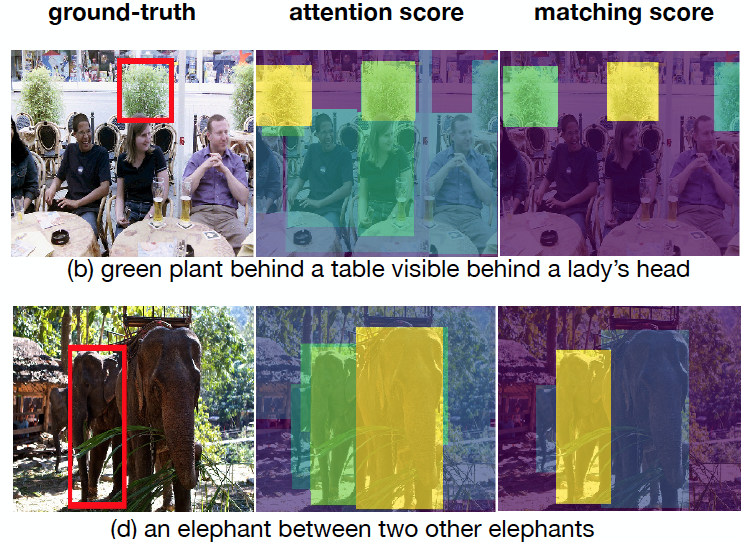 ground-truth attention score matching score
(b) green plant behind a table visible behind a lady's head
(d) an elephant between two other elephants